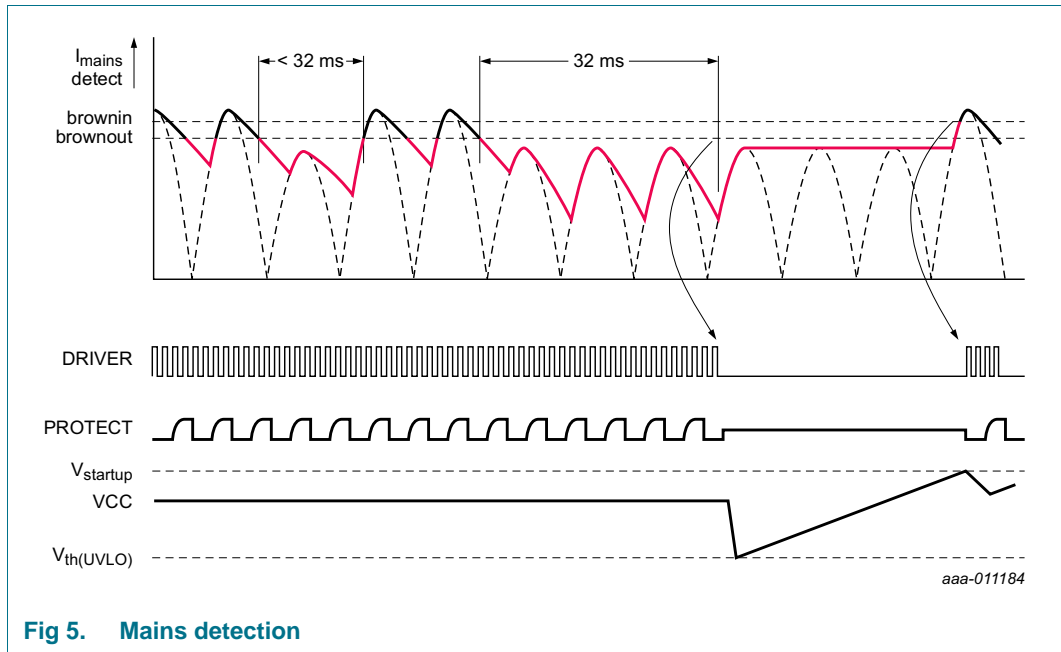 I mains
detect
< 32 ms
32 ms
brownin
brownout
DRIVER
PROTECT
Vstartup
VCC
Vth(UVLO)
aaa-011184
Fig 5. Mains detection